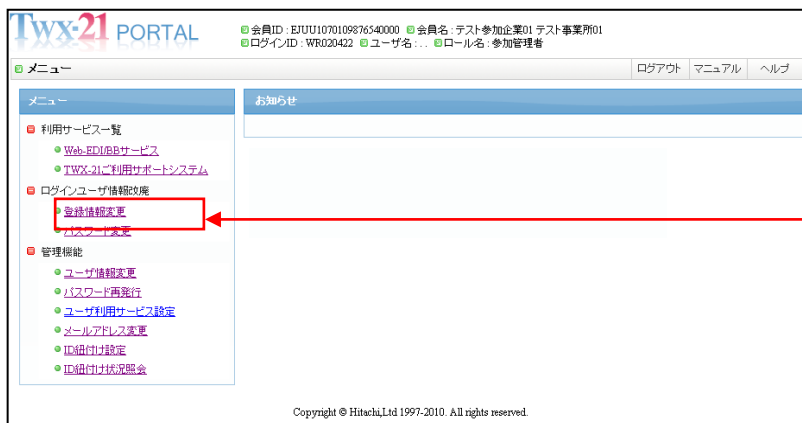 TWX-21 PORTAL
会員ID : EJUU1070109876540000 会員名 : テスト参加企業01 テスト事業所01
ログインID : WR020422 ユーザ名 : . . ロール名 : 参加管理者
メニュー ログアウト マニュアル ヘルプ
メニュー
お知らせ
利用サービス一覧
Web-EDI/BBサービス
TWX-21ご利用サポートシステム
ログインユーザ情報改廃
登録情報変更
パスワード変更
管理機能
ユーザ情報変更
パスワード再発行
ユーザ利用サービス設定
メールアドレス変更
ID紐付け設定
ID紐付け状況照会
Copyright © Hitachi,Ltd 1997-2010. All rights reserved.